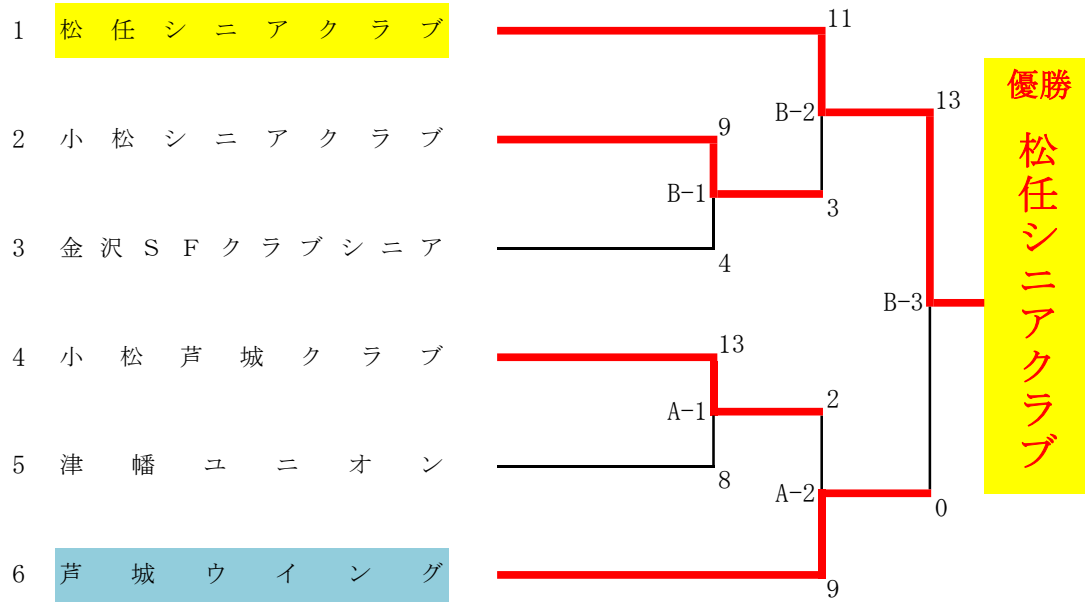 1 松任シニアクラブ
2 小松シニアクラブ
3 金沢SFクラブシニア
4 小松芦城クラブ
5 津幡ユニオン
6 芦城ウイング
11
B-2
13
9
B-1
3
4
B-3
13
A-1
2
8
A-2
0
9
優勝
松任シニアクラブ